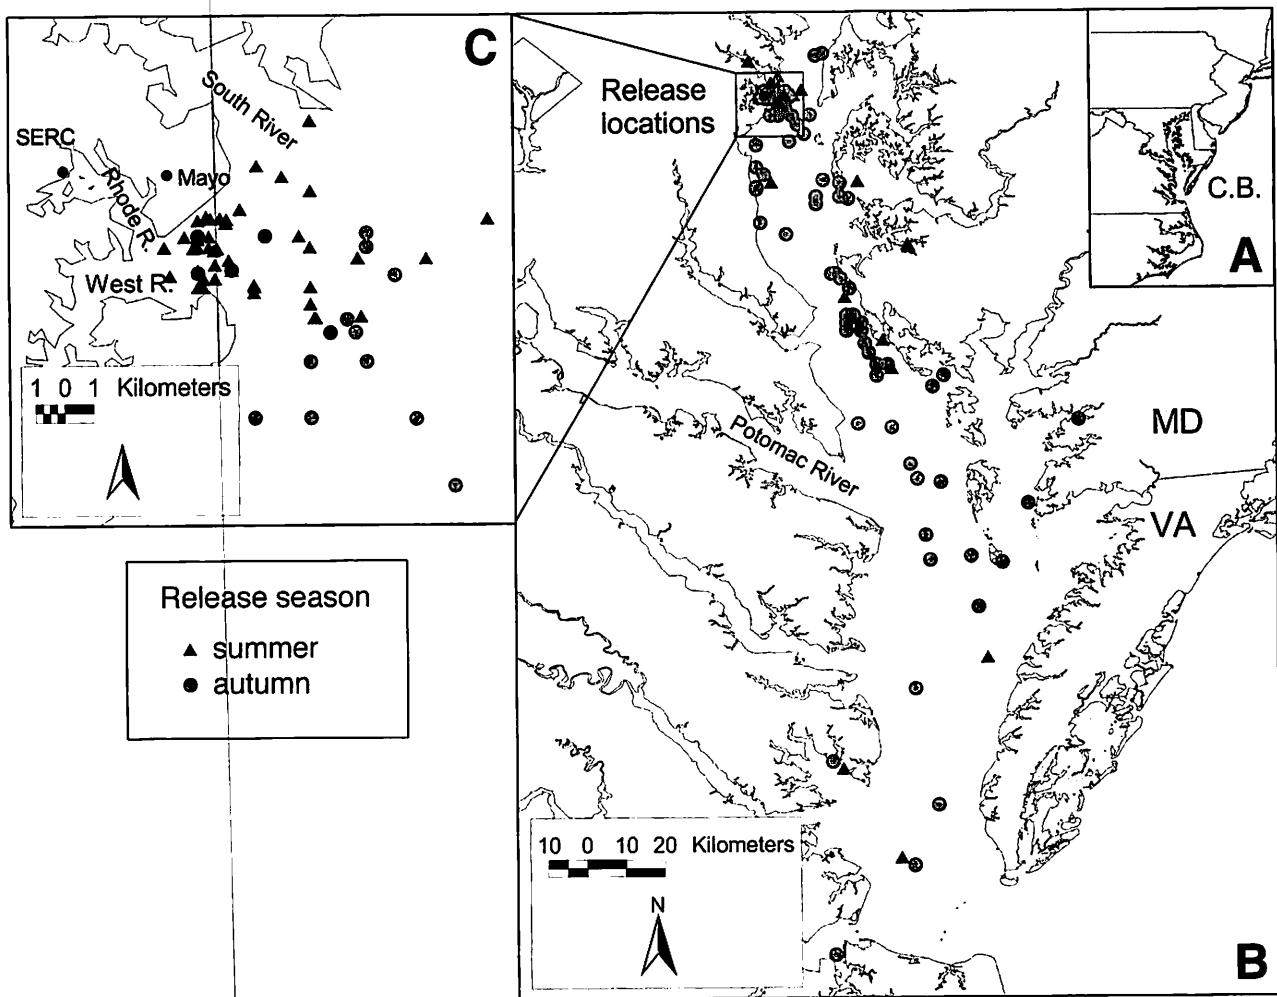 C
South River
SERC
Mayo
Rhode R.
West R.
1 0 1 Kilometers
Release season
summer
autumn
Release
locations
C.B.
A
Potomac River
MD
VA
10 0 10 20 Kilometers
N
B